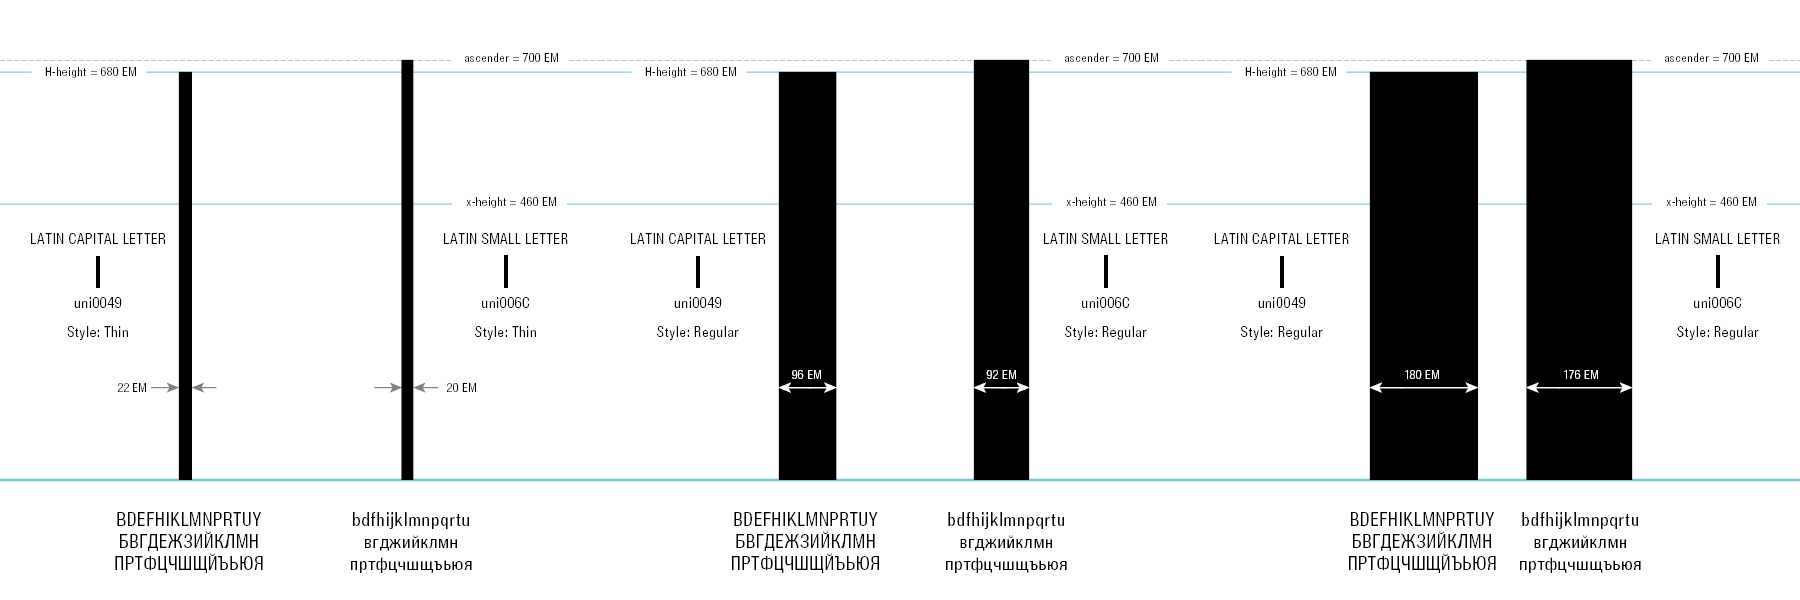 ascender = 700 EM
ascender = 700 EM
ascender = 700 EM
H-height = 680 EM
H-height = 680 EM
H-height = 680 EM
x-height = 460 EM
x-height = 460 EM
x-height = 460 EM
LATIN CAPITAL LETTER
I
uni0049
Style: Thin
LATIN SMALL LETTER
l
uni006C
Style: Thin
LATIN CAPITAL LETTER
I
uni0049
Style: Regular
LATIN SMALL LETTER
l
uni006C
Style: Regular
LATIN CAPITAL LETTER
I
uni0049
Style: Regular
LATIN SMALL LETTER
l
uni006C
Style: Regular
22 EM
20 EM
96 EM
92 EM
180 EM
176 EM
BDEFHIKLMNPRTUY
БВГДЕЖЗИЙКЛМН
ПРТФЦЧШЩЙЪЬЮЯ
bdfhijklmnpqrtu
вгджийклмн
пртфцчшщъьюя
BDEFHIKLMNPRTUY
БВГДЕЖЗИЙКЛМН
ПРТФЦЧШЩЙЪЬЮЯ
bdfhijklmnpqrtu
вгджийклмн
пртфцчшщъьюя
BDEFHIKLMNPRTUY
БВГДЕЖЗИЙКЛМН
ПРТФЦЧШЩЙЪЬЮЯ
bdfhijklmnpqrtu
вгджийклмн
пртфцчшщъьюя